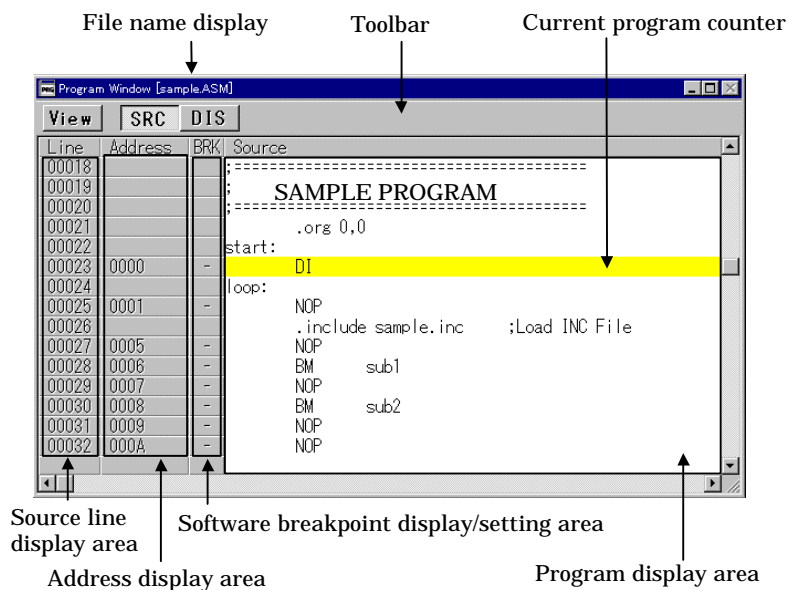 File name display Toolbar Current program counter
PRG Program Window [sample.ASM]
View SRC DIS
Line Address BRK Source
00018 ;=======================================
00019 ; SAMPLE PROGRAM
00020 ;=======================================
00021 .org 0,0
00022 start:
00023 0000 - DI
00024 loop:
00025 0001 - NOP
00026 .include sample.inc ;Load INC File
00027 0005 - NOP
00028 0006 - BM sub1
00029 0007 - NOP
00030 0008 - BM sub2
00031 0009 - NOP
00032 000A - NOP
Source line
display area
Software breakpoint display/setting area
Address display area
Program display area